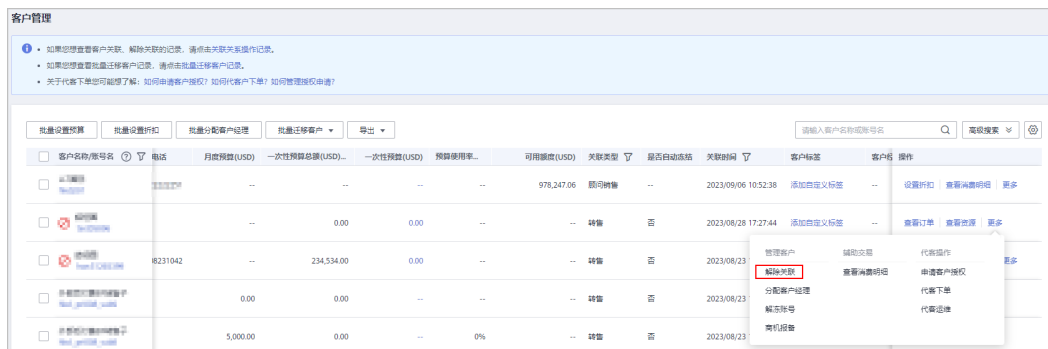 客户管理
• 如果您想查看客户关联、解除关联的记录，请点击关联关系操作记录。
• 如果您想查看批量迁移客户记录，请点击批量迁移客户记录。
• 关于代客下单您可能想了解：如何申请客户授权？如何代客下单？如何管理授权申请？
批量设置预算 批量设置折扣 批量分配客户经理 批量迁移客户 导出 请输入客户名称或账号名 高级搜索
客户名称/账号名 电话 月度预算(USD) 一次性预算总额(USD)... 一次性预算(USD) 预算使用率... 可用额度(USD) 关联类型 是否自动冻结 关联时间 客户标签 客户经 操作
-- -- -- -- 978,247.06 顾问销售 -- 2023/09/06 10:52:38 添加自定义标签 -- 设置折扣 查看消费明细 更多
-- 0.00 0.00 -- -- 转售 否 2023/08/28 17:27:44 添加自定义标签 -- 查看订单 查看资源 更多
8231042 -- 234,534.00 0.00 -- -- 转售 否 2023/08/23 更多
0.00 0.00 -- -- -- 转售 否 2023/08/23
5,000.00 0.00 -- 0% -- 转售 否 2023/08/23
管理客户 辅助交易 代客操作
解除关联 查看消费明细 申请客户授权
分配客户经理 代客下单
解冻账号 代客运维
商机报备